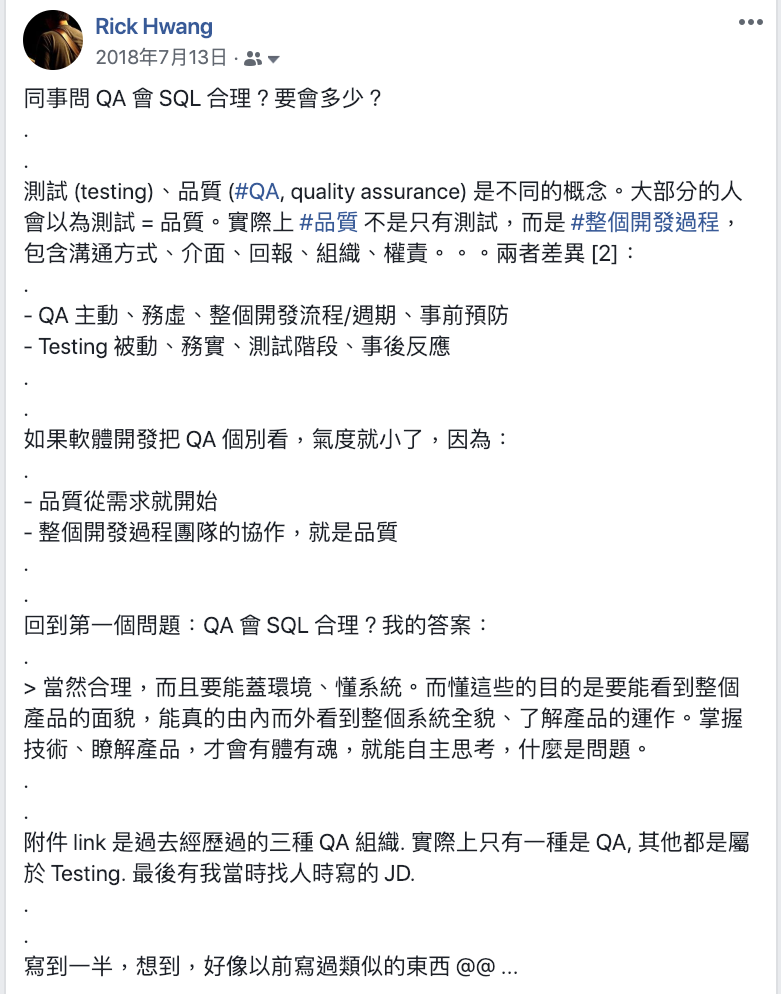 Rick Hwang
2018年7月13日 ·
同事問 QA 會 SQL 合理？要會多少？
.
.
測試 (testing)、品質 (#QA, quality assurance) 是不同的概念。大部分的人
會以為測試 = 品質。實際上 #品質 不是只有測試，而是 #整個開發過程，
包含溝通方式、介面、回報、組織、權責。。。兩者差異 [2]：
.
- QA 主動、務虛、整個開發流程/週期、事前預防
- Testing 被動、務實、測試階段、事後反應
.
.
如果軟體開發把 QA 個別看，氣度就小了，因為：
.
- 品質從需求就開始
- 整個開發過程團隊的協作，就是品質
.
.
回到第一個問題：QA 會 SQL 合理？我的答案：
.
> 當然合理，而且要能蓋環境、懂系統。而懂這些的目的是要能看到整個
產品的面貌，能真的由內而外看到整個系統全貌、了解產品的運作。掌握
技術、瞭解產品，才會有體有魂，就能自主思考，什麼是問題。
.
.
附件 link 是過去經歷過的三種 QA 組織. 實際上只有一種是 QA, 其他都是屬
於 Testing. 最後有我當時找人時寫的 JD.
.
.
寫到一半，想到，好像以前寫過類似的東西 @@ ...